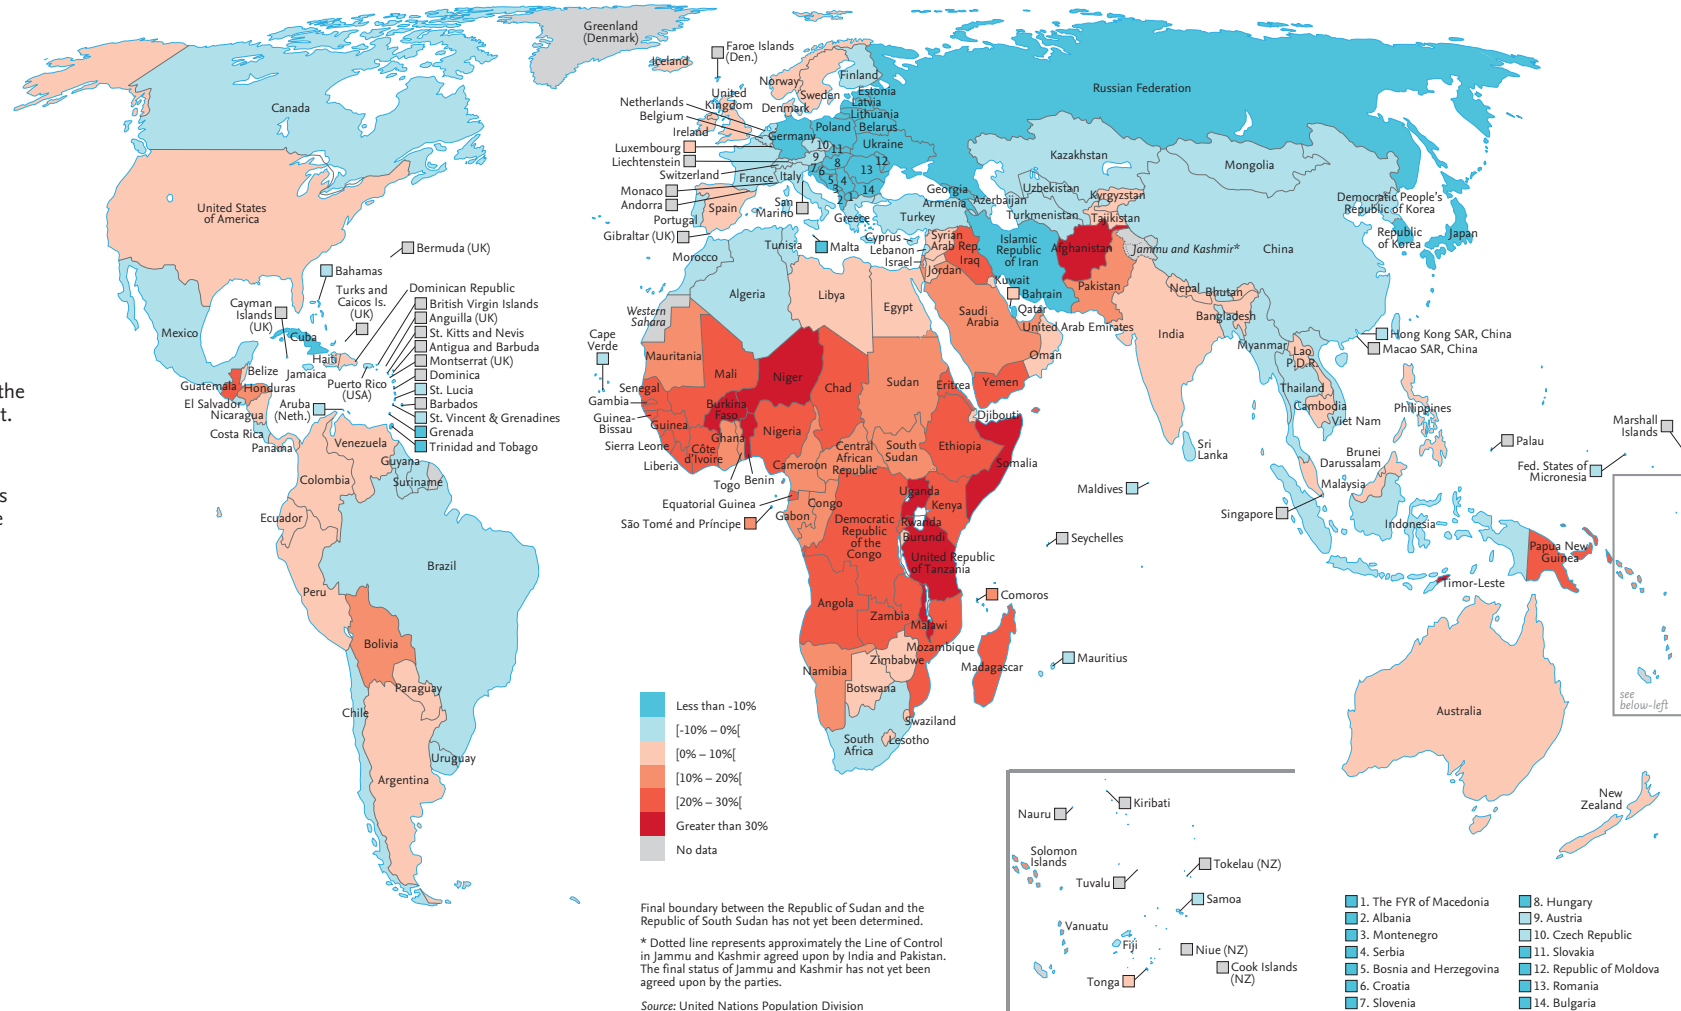 the
t.
s
e
Greenland
(Denmark)
Faroe Islands
(Den.)
Iceland
Norway
Sweden
Finland
Russian Federation
Estonia
Latvia
Lithuania
Belarus
Netherlands
Belgium
United
Kingdom
Denmark
Ireland
Germany
Poland
Ukraine
Luxembourg
Liechtenstein
Switzerland
France
Italy
Monaco
Andorra
San
Marino
Portugal
Spain
Gibraltar (UK)
10
11
9
8
12
7
6
13
5
4
3
14
2
1
Greece
Malta
Turkey
Georgia
Armenia
Azerbaijan
Kazakhstan
Uzbekistan
Turkmenistan
Kyrgyzstan
Tajikistan
Mongolia
Democratic People's
Republic of Korea
Republic
of Korea
Japan
China
Jammu and Kashmir*
Afghanistan
Pakistan
Islamic
Republic
of Iran
Cyprus
Lebanon
Israel
Syrian
Arab Rep.
Iraq
Jordan
Kuwait
Bahrain
Qatar
United Arab Emirates
Saudi
Arabia
Oman
Yemen
Nepal
Bhutan
Bangladesh
India
Myanmar
Lao
P.D.R.
Thailand
Cambodia
Viet Nam
Philippines
Hong Kong SAR, China
Macao SAR, China
Sri
Lanka
Maldives
Brunei
Darussalam
Malaysia
Singapore
Indonesia
Timor-Leste
Papua New
Guinea
Palau
Fed. States of
Micronesia
Marshall
Islands
see
below-left
Australia
New
Zealand
Canada
United States
of America
Bermuda (UK)
Bahamas
Turks and
Caicos Is.
(UK)
Cayman
Islands
(UK)
Mexico
Cuba
Haiti
Jamaica
Belize
Guatemala
Honduras
El Salvador
Nicaragua
Costa Rica
Panama
Puerto Rico
(USA)
Aruba
(Neth.)
Dominican Republic
British Virgin Islands
Anguilla (UK)
St. Kitts and Nevis
Antigua and Barbuda
Montserrat (UK)
Dominica
St. Lucia
Barbados
St. Vincent & Grenadines
Grenada
Trinidad and Tobago
Venezuela
Guyana
Suriname
Colombia
Ecuador
Peru
Brazil
Bolivia
Paraguay
Chile
Argentina
Uruguay
Morocco
Tunisia
Algeria
Libya
Egypt
Western
Sahara
Cape
Verde
Mauritania
Mali
Niger
Chad
Sudan
Eritrea
Djibouti
Senegal
Gambia
Guinea-
Bissau
Guinea
Sierra Leone
Liberia
Côte
d'Ivoire
Burkina
Faso
Ghana
Togo
Benin
Nigeria
Cameroon
Central
African
Republic
South
Sudan
Ethiopia
Somalia
Equatorial Guinea
São Tomé and Príncipe
Gabon
Congo
Democratic
Republic
of the
Congo
Uganda
Kenya
Rwanda
Burundi
United Republic
of Tanzania
Seychelles
Comoros
Angola
Zambia
Malawi
Mozambique
Madagascar
Mauritius
Zimbabwe
Namibia
Botswana
Swaziland
South
Africa
Lesotho
Less than -10%
[-10% – 0%[
[0% – 10%[
[10% – 20%[
[20% – 30%[
Greater than 30%
No data
Final boundary between the Republic of Sudan and the
Republic of South Sudan has not yet been determined.
* Dotted line represents approximately the Line of Control
in Jammu and Kashmir agreed upon by India and Pakistan.
The final status of Jammu and Kashmir has not yet been
agreed upon by the parties.
Source: United Nations Population Division
Nauru
Kiribati
Solomon
Islands
Tuvalu
Tokelau (NZ)
Samoa
Vanuatu
Fiji
Niue (NZ)
Cook Islands
(NZ)
Tonga
1. The FYR of Macedonia
2. Albania
3. Montenegro
4. Serbia
5. Bosnia and Herzegovina
6. Croatia
7. Slovenia
8. Hungary
9. Austria
10. Czech Republic
11. Slovakia
12. Republic of Moldova
13. Romania
14. Bulgaria